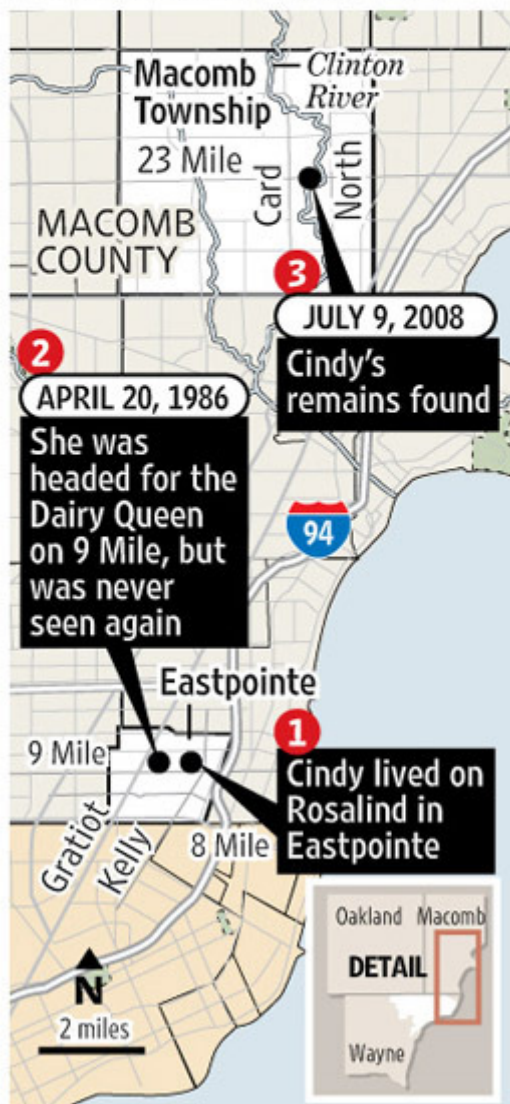 Macomb
Township
Clinton
River
23 Mile
Card
North
MACOMB
COUNTY
3
JULY 9, 2008
Cindy's
remains found
2
APRIL 20, 1986
She was
headed for the
Dairy Queen
on 9 Mile, but
was never
seen again
94
Eastpointe
9 Mile
1
Cindy lived on
Rosalind in
Eastpointe
Gratiot
Kelly
8 Mile
N
2 miles
Oakland
Macomb
DETAIL
Wayne